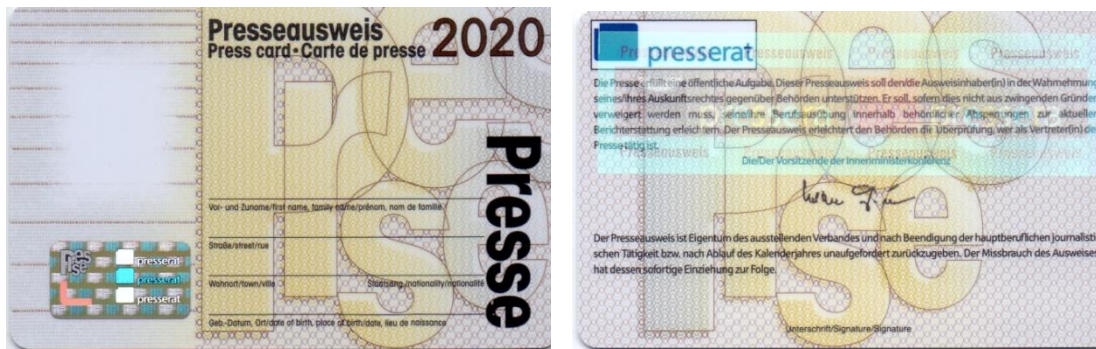 Presseausweis
Press card·Carte de presse
2020
Presse
Vor- und Zuname/first name, family name/prénom, nom de famille
Straße/street/rue
Wohnort/town/ville Staatsang./nationality/nationalité
Geb.-Datum, Ort/date of birth, place of birth/date, lieu de naissance
presse
presserat
presserat
presserat
presserat
Presseausweis Presseausweis Presseausweis
Die Presse erfüllt eine öffentliche Aufgabe. Dieser Presseausweis soll den/die Ausweisinhaber(in) in der Wahrnehmung
seines/ihres Auskunftsrechtes gegenüber Behörden unterstützen. Er soll, sofern dies nicht aus zwingenden Gründen
verweigert werden muss, seine/ihre Berufsausübung innerhalb behördlicher Absperrungen zur aktuellen
Berichterstattung erleichtern. Der Presseausweis erleichtert den Behörden die Überprüfung, wer als Vertreter(in) der
Presse tätig ist.
Presseausweis Presseausweis Presseausweis
Die/Der Vorsitzende der Innenministerkonferenz
Der Presseausweis ist Eigentum des ausstellenden Verbandes und nach Beendigung der hauptberuflichen journalisti-
schen Tätigkeit bzw. nach Ablauf des Kalenderjahres unaufgefordert zurückzugeben. Der Missbrauch des Ausweises
hat dessen sofortige Einziehung zur Folge.
Unterschrift/Signature/Signature